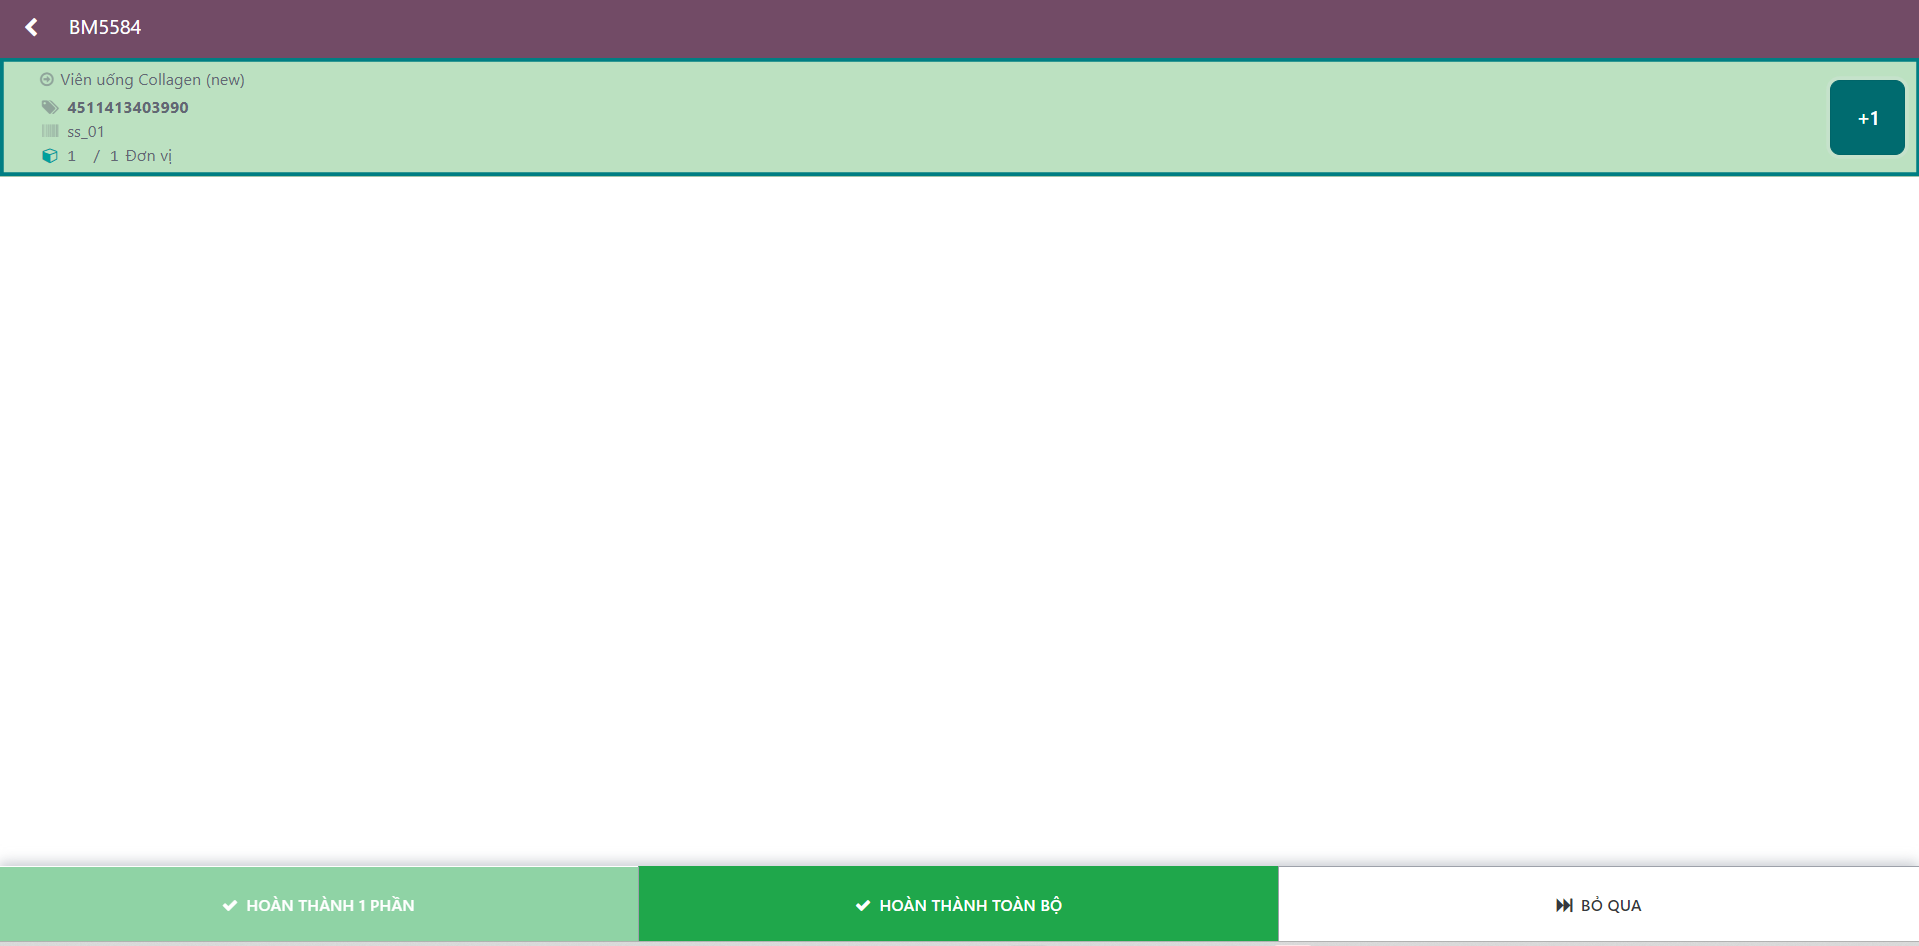 BM5584
Viên uống Collagen (new)
4511413403990
ss_01
1 / 1 Đơn vị
+1
HOÀN THÀNH 1 PHẦN
HOÀN THÀNH TOÀN BỘ
BỎ QUA